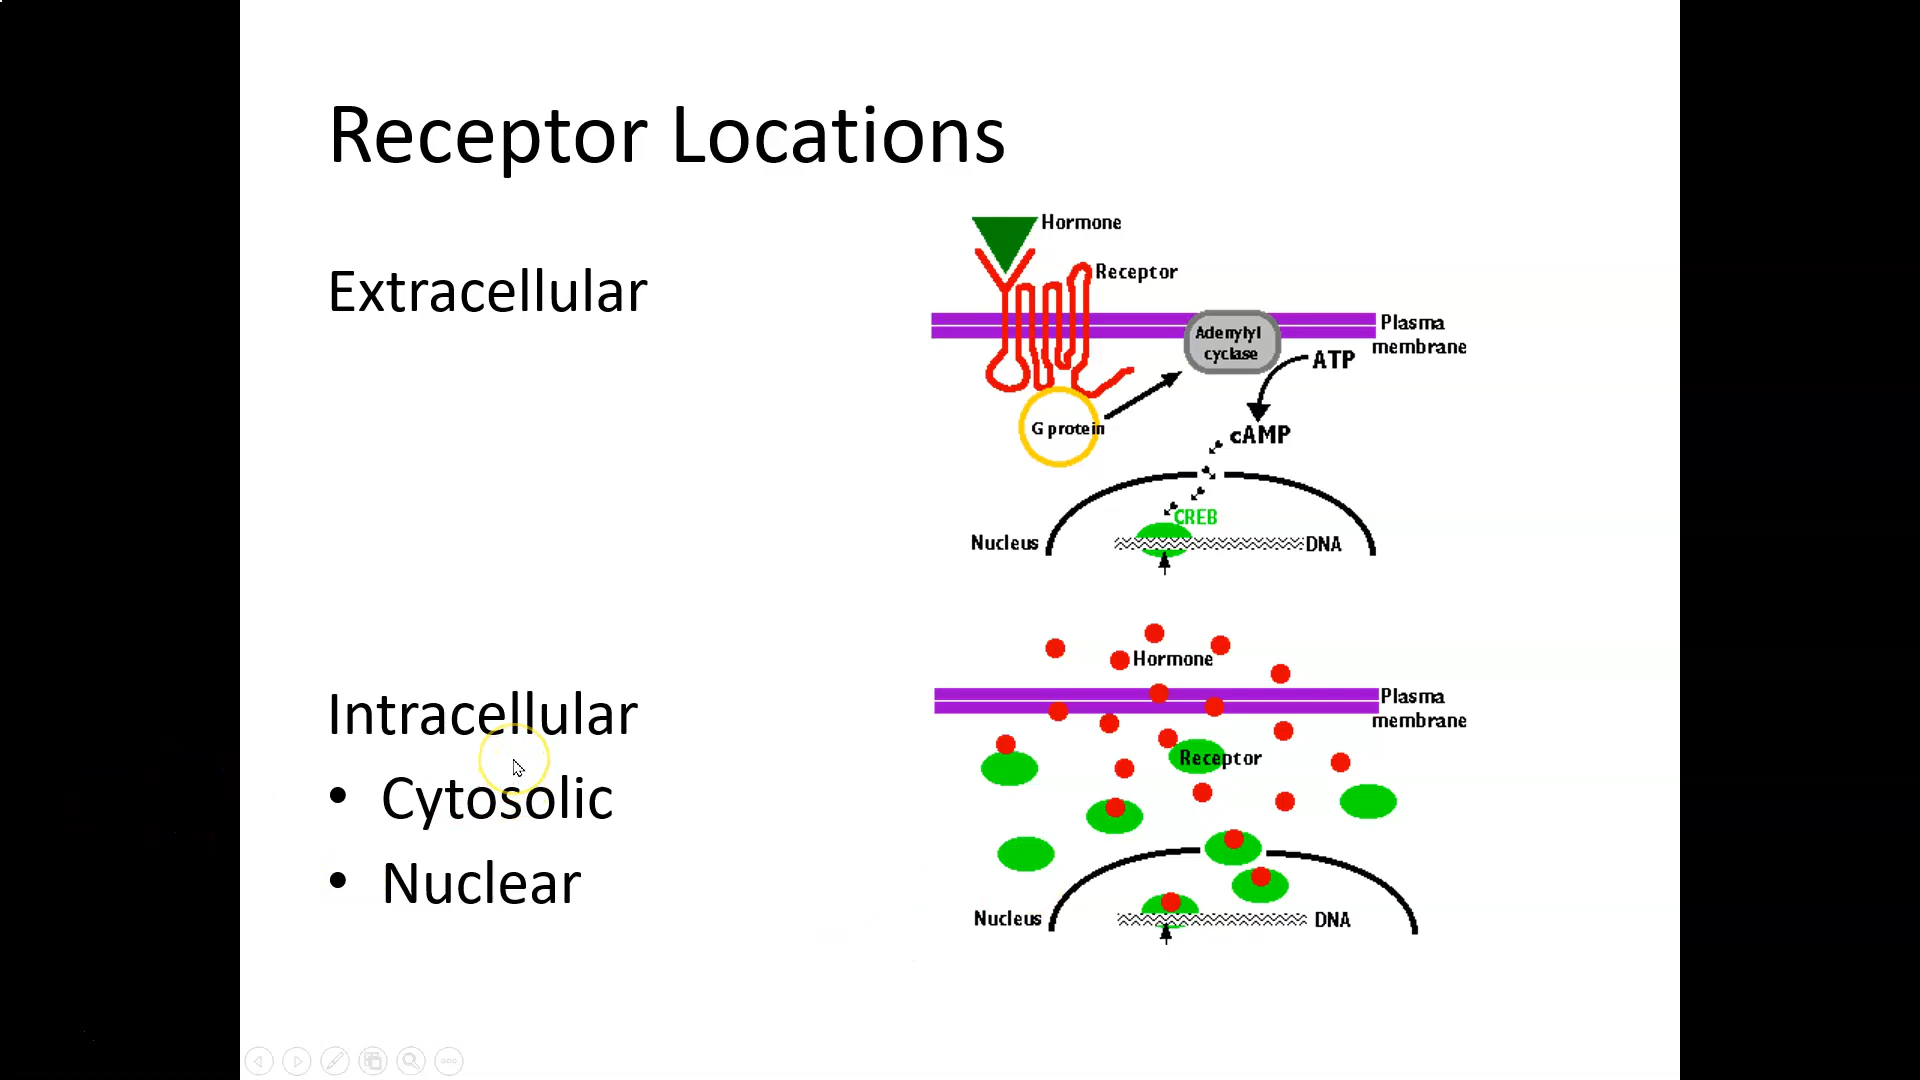 Receptor Locations
Extracellular
Hormone
Receptor
Plasma
membrane
Adenylyl
cyclase
ATP
G protein
cAMP
CREB
Nucleus
DNA
Intracellular
• Cytosolic
• Nuclear
Hormone
Plasma
membrane
Receptor
Nucleus
DNA